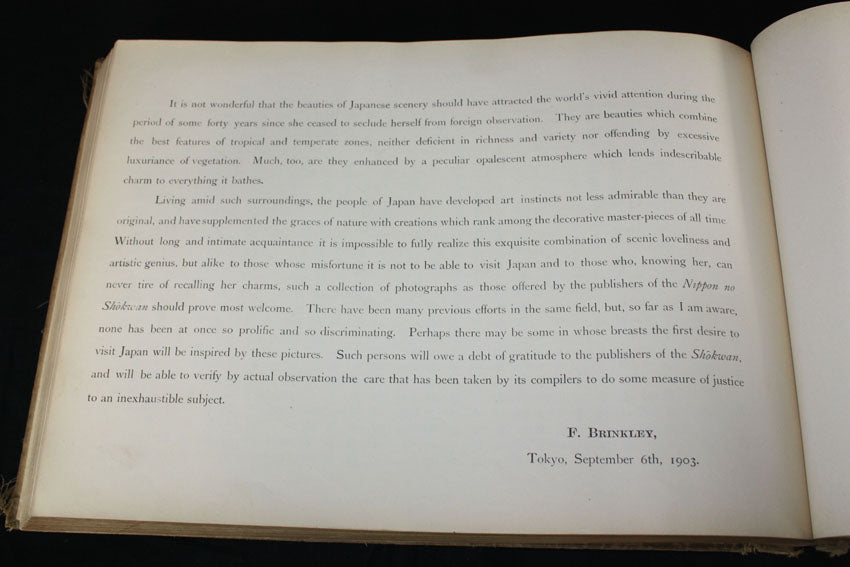 It is not wonderful that the beauties of Japanese scenery should have attracted the world's vivid attention during the
period of some forty years since she ceased to seclude herself from foreign observation. They are beauties which combine
the best features of tropical and temperate zones, neither deficient in richness and variety nor offending by excessive
luxuriance of vegetation. Much, too, are they enhanced by a peculiar opalescent atmosphere which lends indescribable
charm to everything it bathes.
Living amid such surroundings, the people of Japan have developed art instincts not less admirable than they are
original, and have supplemented the graces of nature with creations which rank among the decorative master-pieces of all time
Without long and intimate acquaintance it is impossible to fully realize this exquisite combination of scenic loveliness and
artistic genius, but alike to those whose misfortune it is not to be able to visit Japan and to those who, knowing her, can
never tire of recalling her charms, such a collection of photographs as those offered by the publishers of the Nippon no
Shōkwan should prove most welcome. There have been many previous efforts in the same field, but, so far as I am aware,
none has been at once so prolific and so discriminating. Perhaps there may be some in whose breasts the first desire to
visit Japan will be inspired by these pictures. Such persons will owe a debt of gratitude to the publishers of the Shōkwan,
and will be able to verify by actual observation the care that has been taken by its compilers to do some measure of justice
to an inexhaustible subject.
F. BRINKLEY,
Tokyo, September 6th, 1903.